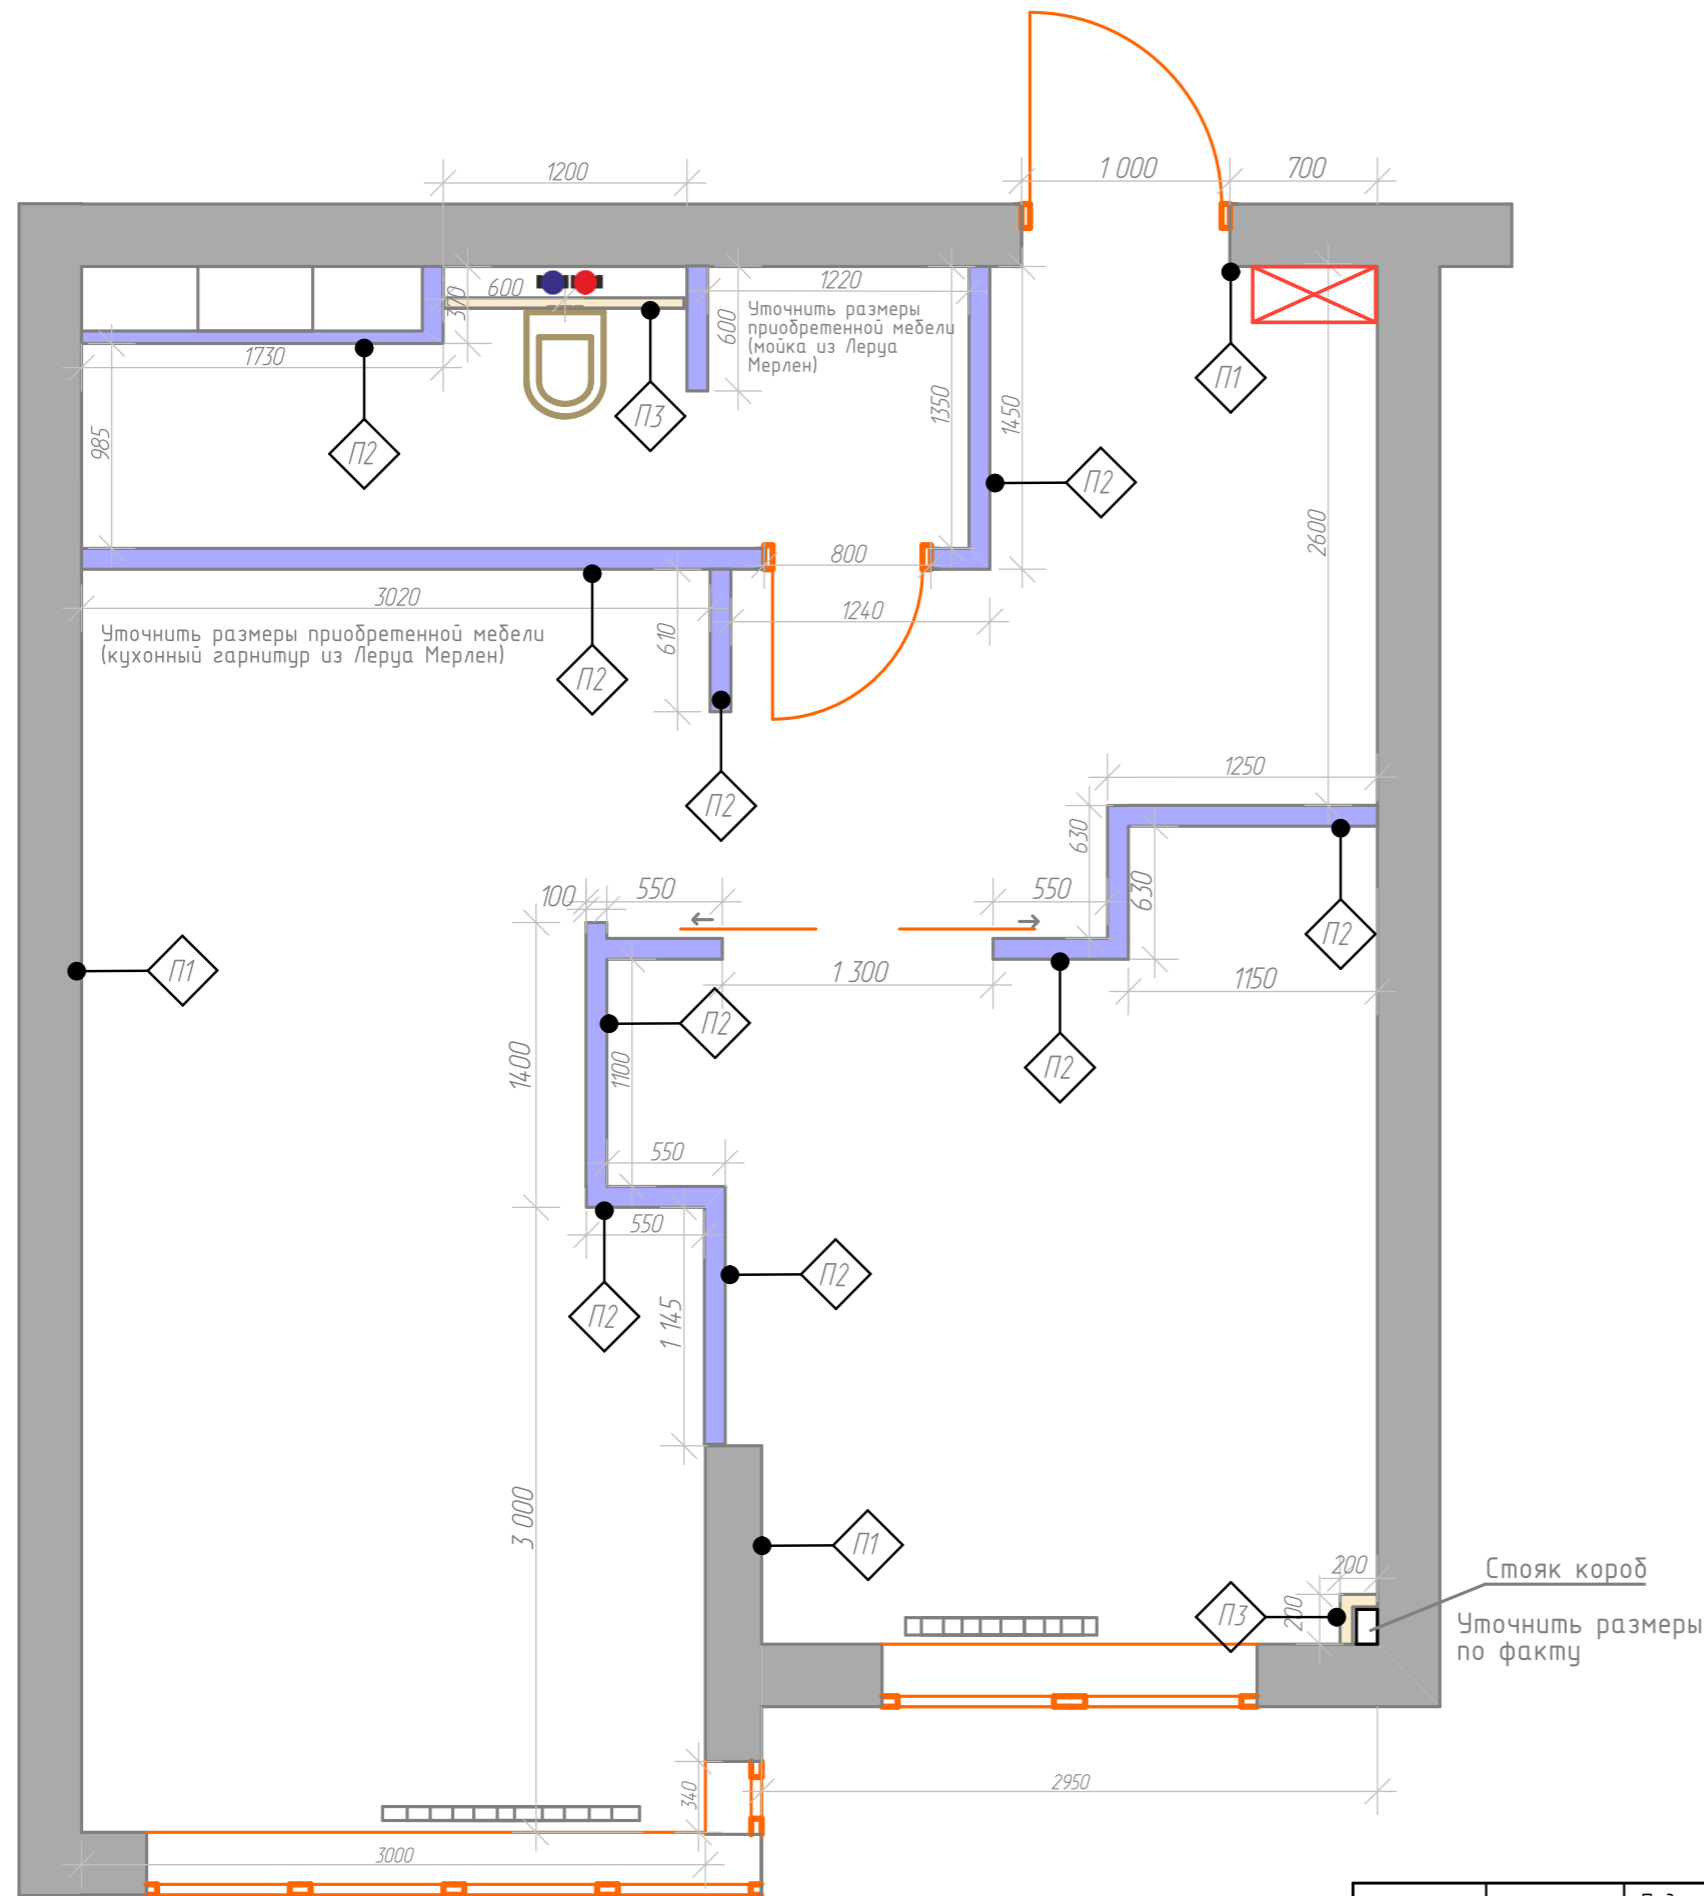 1200
1 000
700
600
370
1220
600
Уточнить размеры
приобретенной мебели
(мойка из Леруа
Мерлен)
1730
П1
985
П2
П3
1350
1450
П2
2600
800
3020
1240
610
Уточнить размеры приобретенной мебели
(кухонный гарнитур из Леруа Мерлен)
П2
П2
1250
630
630
100
550
550
П2
П1
1 300
1150
П2
П2
1400
1100
550
550
П2
П2
1 145
3 000
П1
200
200
П3
Стояк короб
Уточнить размеры
по факту
340
2950
3000